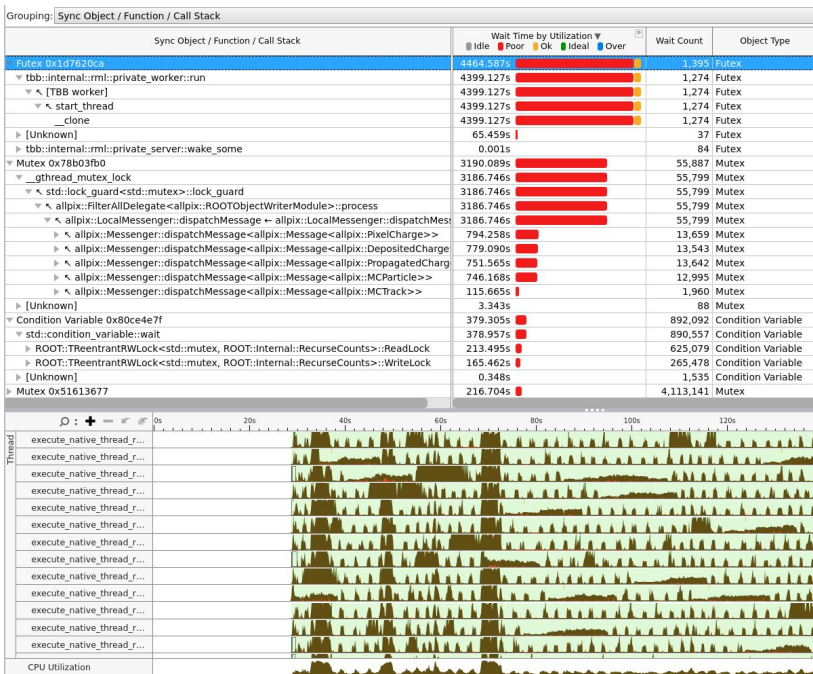 Grouping: Sync Object / Function / Call Stack
Sync Object / Function / Call Stack Wait Time by Utilization ▼ » Wait Count Object Type
Idle Poor Ok Ideal Over
Futex 0x1d7620ca 4464.587s 1,395 Futex
tbb::internal::rml::private_worker::run 4399.127s 1,274 Futex
[TBB worker] 4399.127s 1,274 Futex
start_thread 4399.127s 1,274 Futex
__clone 4399.127s 1,274 Futex
[Unknown] 65.459s 37 Futex
tbb::internal::rml::private_server::wake_some 0.001s 84 Futex
Mutex 0x78b03fb0 3190.089s 55,887 Mutex
__gthread_mutex_lock 3186.746s 55,799 Mutex
std::lock_guard<std::mutex>::lock_guard 3186.746s 55,799 Mutex
allpix::FilterAllDelegate<allpix::ROOTObjectWriterModule>::process 3186.746s 55,799 Mutex
allpix::LocalMessenger::dispatchMessage ← allpix::LocalMessenger::dispatchMess 3186.746s 55,799 Mutex
allpix::Messenger::dispatchMessage<allpix::Message<allpix::PixelCharge>> 794.258s 13,659 Mutex
allpix::Messenger::dispatchMessage<allpix::Message<allpix::DepositedCharge 779.090s 13,543 Mutex
allpix::Messenger::dispatchMessage<allpix::Message<allpix::PropagatedCharg 751.565s 13,642 Mutex
allpix::Messenger::dispatchMessage<allpix::Message<allpix::MCParticle>> 746.168s 12,995 Mutex
allpix::Messenger::dispatchMessage<allpix::Message<allpix::MCTrack>> 115.665s 1,960 Mutex
[Unknown] 3.343s 88 Mutex
Condition Variable 0x80ce4e7f 379.305s 892,092 Condition Variable
std::condition_variable::wait 378.957s 890,557 Condition Variable
ROOT::TReentrantRWLock<std::mutex, ROOT::Internal::RecurseCounts>::ReadLock 213.495s 625,079 Condition Variable
ROOT::TReentrantRWLock<std::mutex, ROOT::Internal::RecurseCounts>::WriteLock 165.462s 265,478 Condition Variable
[Unknown] 0.348s 1,535 Condition Variable
Mutex 0x51613677 216.704s 4,113,141 Mutex
0s 20s 40s 60s 80s 100s 120s
Thread
execute_native_thread_r...
execute_native_thread_r...
execute_native_thread_r...
execute_native_thread_r...
execute_native_thread_r...
execute_native_thread_r...
execute_native_thread_r...
execute_native_thread_r...
execute_native_thread_r...
execute_native_thread_r...
execute_native_thread_r...
execute_native_thread_r...
execute_native_thread_r...
CPU Utilization